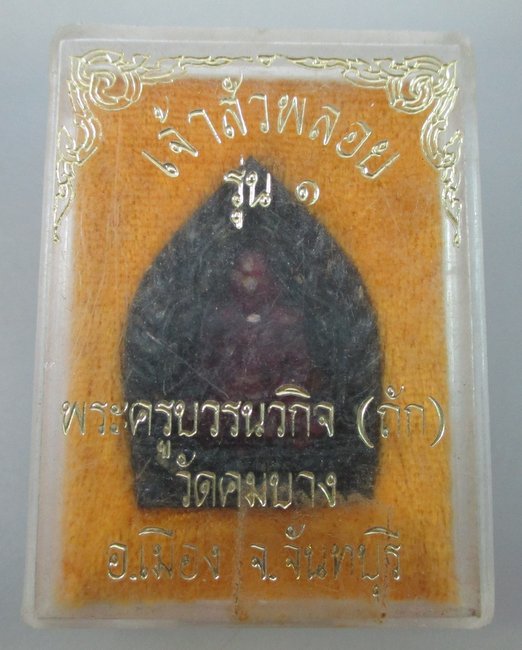 เจ้าสัวพลอย
รุ่น ๑
พระครูบวรนวกิจ (ถัก)
วัดคมบาง
อ.เมือง จ.จันทบุรี